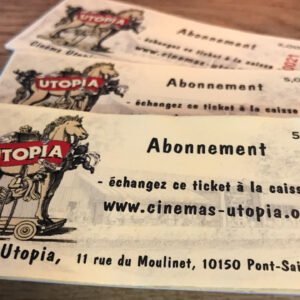 UTOPIA
Abonnement
échangez ce ticket à la caisse
UTOPIA
Abonnement
- échangez ce ticket à la caisse
UTOPIA
Abonnement
- échangez ce ticket à la caisse
www.cinemas-utopia.o
Utopia, 11 rue du Moulinet, 10150 Pont-Sai